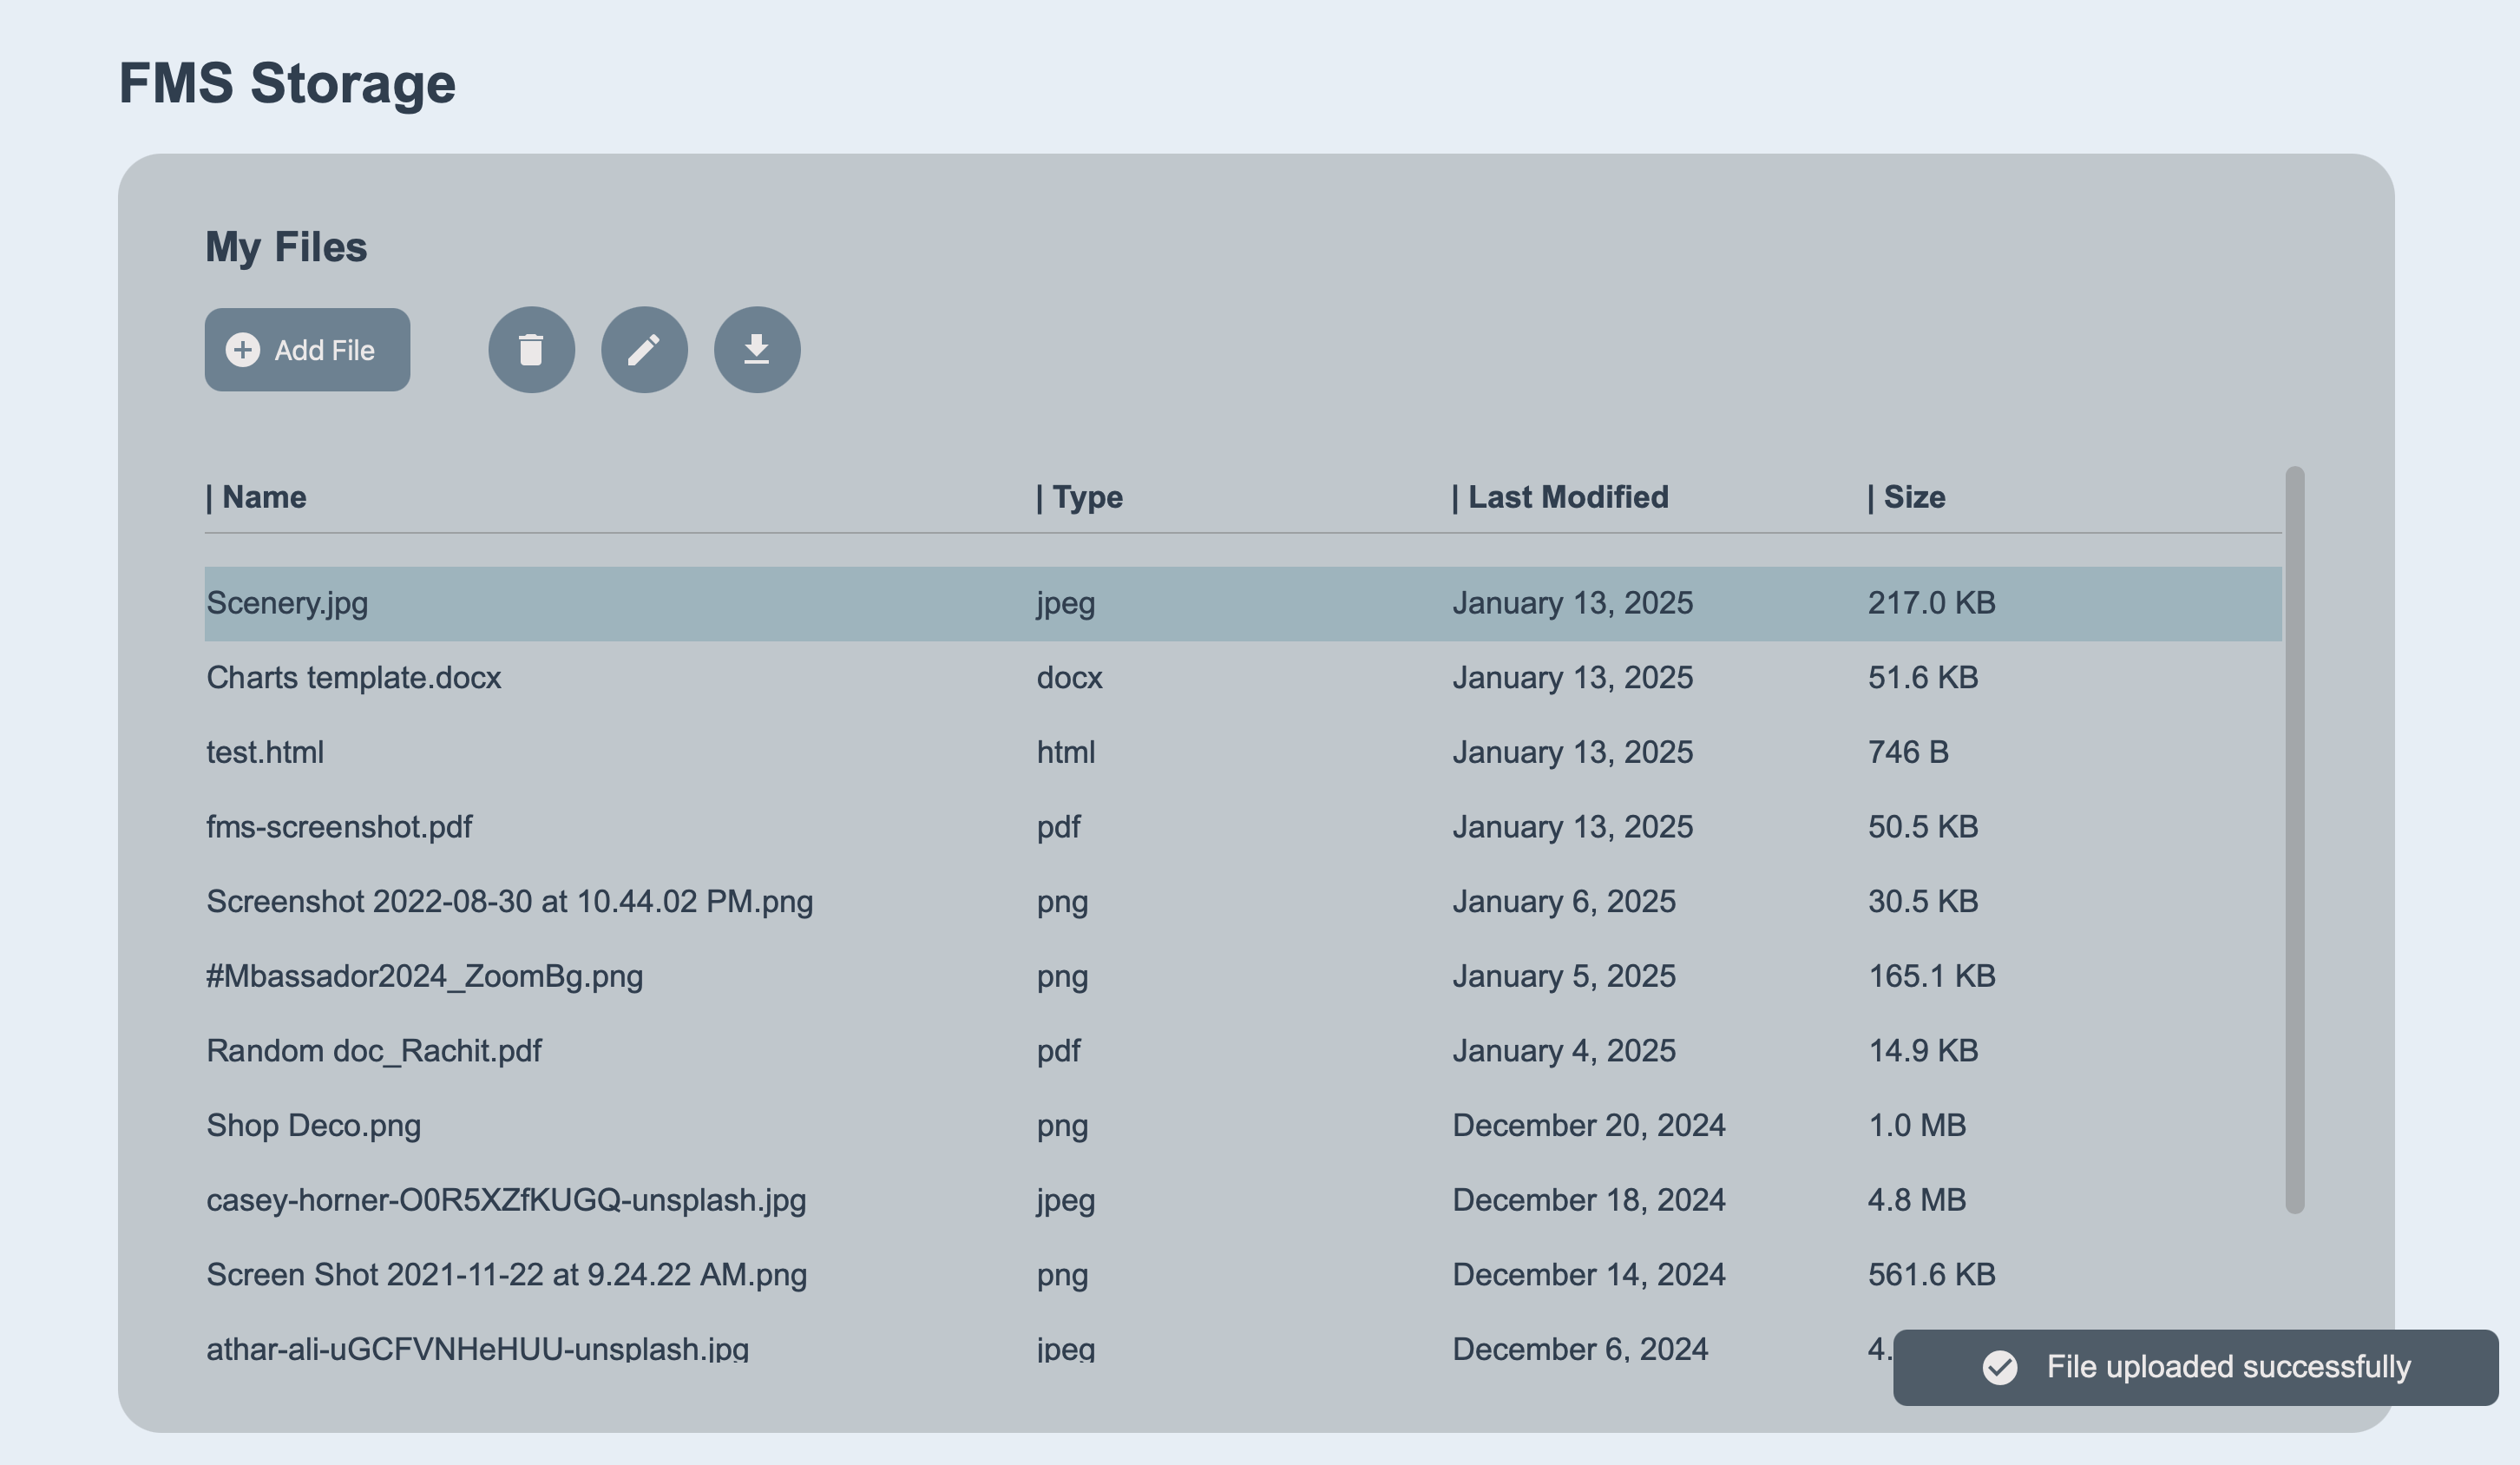 FMS Storage
My Files
Add File
| Name | Type | Last Modified | Size
Scenery.jpg jpeg January 13, 2025 217.0 KB
Charts template.docx docx January 13, 2025 51.6 KB
test.html html January 13, 2025 746 B
fms-screenshot.pdf pdf January 13, 2025 50.5 KB
Screenshot 2022-08-30 at 10.44.02 PM.png png January 6, 2025 30.5 KB
#Mbassador2024_ZoomBg.png png January 5, 2025 165.1 KB
Random doc_Rachit.pdf pdf January 4, 2025 14.9 KB
Shop Deco.png png December 20, 2024 1.0 MB
casey-horner-O0R5XZfKUGQ-unsplash.jpg jpeg December 18, 2024 4.8 MB
Screen Shot 2021-11-22 at 9.24.22 AM.png png December 14, 2024 561.6 KB
athar-ali-uGCFVNHeHUU-unsplash.jpg jpeg December 6, 2024 4.
File uploaded successfully